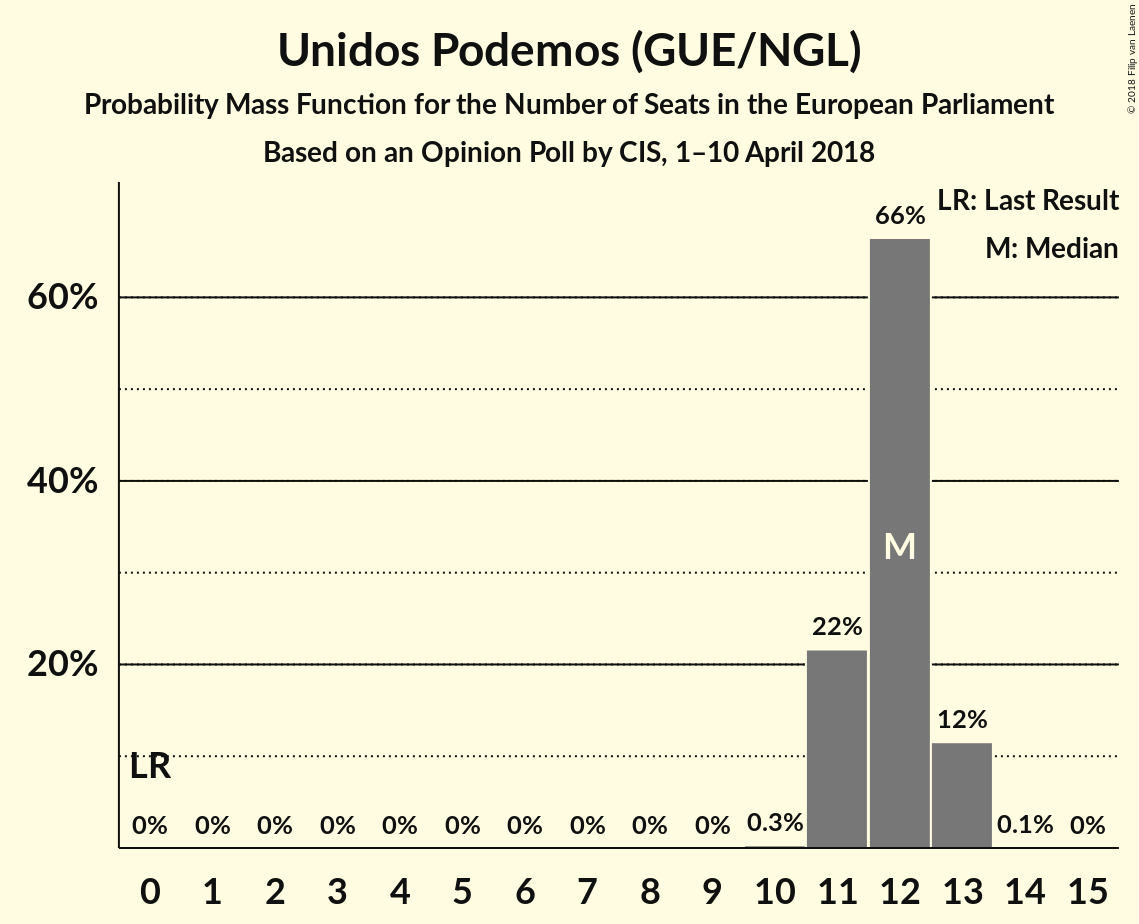 Unidos Podemos (GUE/NGL)
Probability Mass Function for the Number of Seats in the European Parliament
Based on an Opinion Poll by CIS, 1–10 April 2018
© 2018 Filip van Laenen
LR: Last Result
M: Median
66%
60%
40%
M
22%
20%
12%
LR
0% 0% 0% 0% 0% 0% 0% 0% 0% 0% 0.3% 0.1% 0%
0 1 2 3 4 5 6 7 8 9 10 11 12 13 14 15